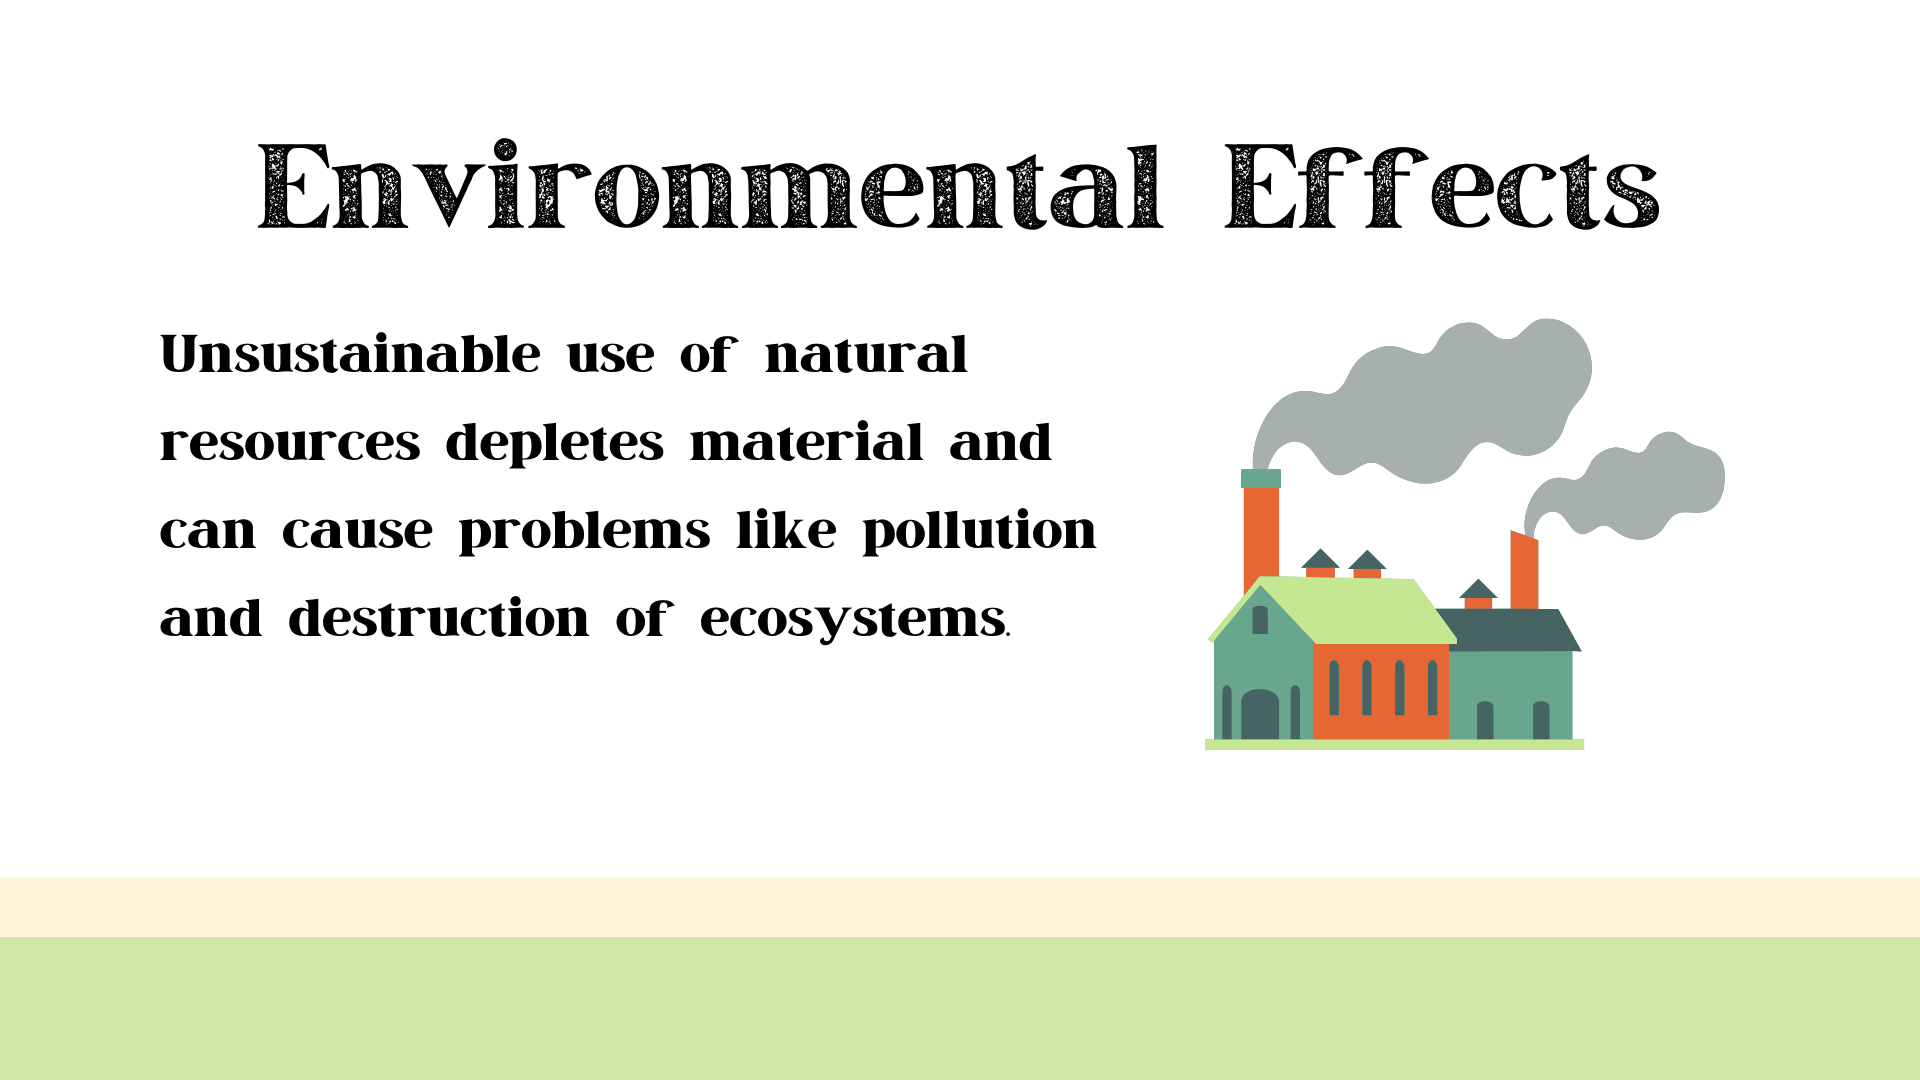 Environmental Effects
Unsustainable use of natural
resources depletes material and
can cause problems like pollution
and destruction of ecosystems.